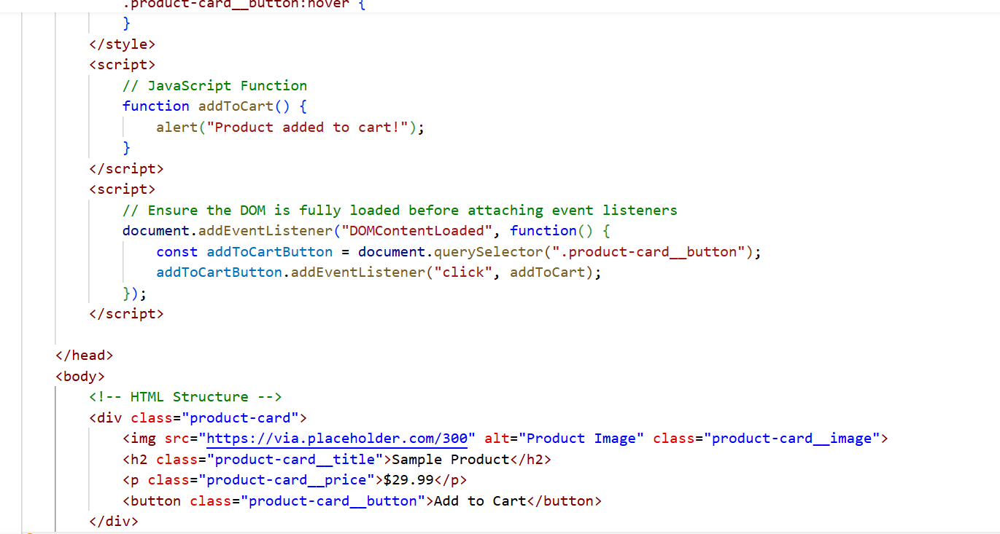 .product-card__button:hover {
}
</style>
<script>
// JavaScript Function
function addToCart() {
alert("Product added to cart!");
}
</script>
<script>
// Ensure the DOM is fully loaded before attaching event listeners
document.addEventListener("DOMContentLoaded", function() {
const addToCartButton = document.querySelector(".product-card__button");
addToCartButton.addEventListener("click", addToCart);
});
</script>
</head>
<body>
<!-- HTML Structure -->
<div class="product-card">
<img src="https://via.placeholder.com/300" alt="Product Image" class="product-card__image">
<h2 class="product-card__title">Sample Product</h2>
<p class="product-card__price">$29.99</p>
<button class="product-card__button">Add to Cart</button>
</div>